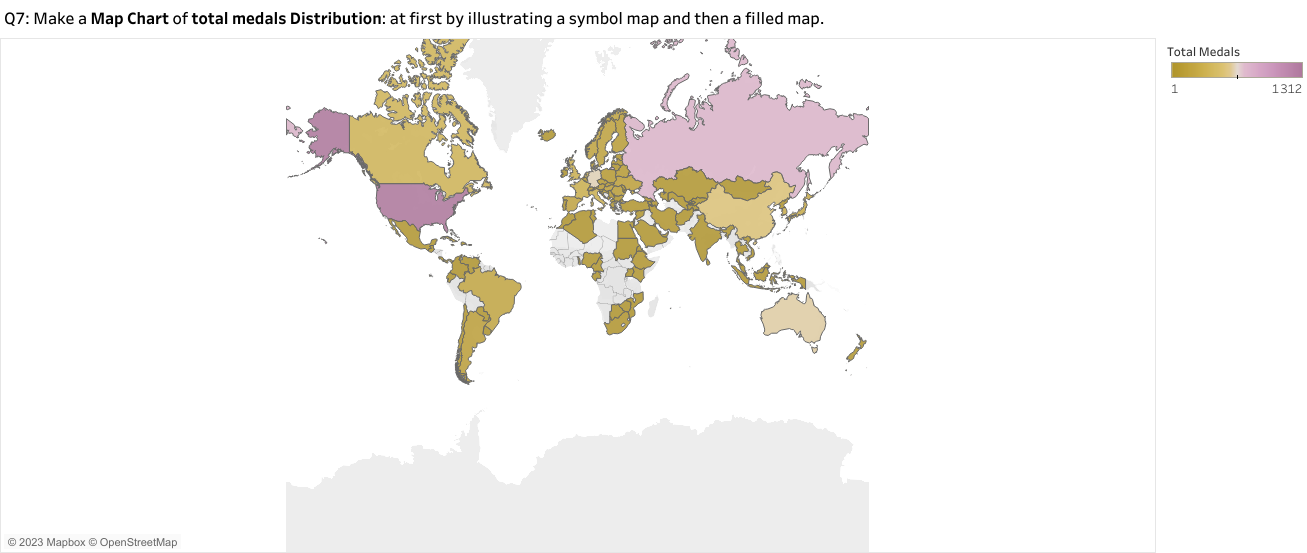 Q7: Make a Map Chart of total medals Distribution: at first by illustrating a symbol map and then a filled map.
Total Medals
1 1312
© 2023 Mapbox © OpenStreetMap